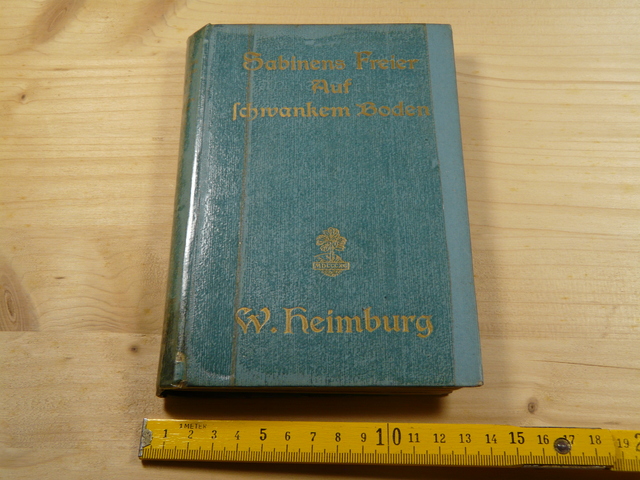 Sabinens Freier
Auf
schwankem Boden
W. Heimburg
1 METER
1 2 3 4 5 6 7 8 9 10 11 12 13 14 15 16 17 18 19 2